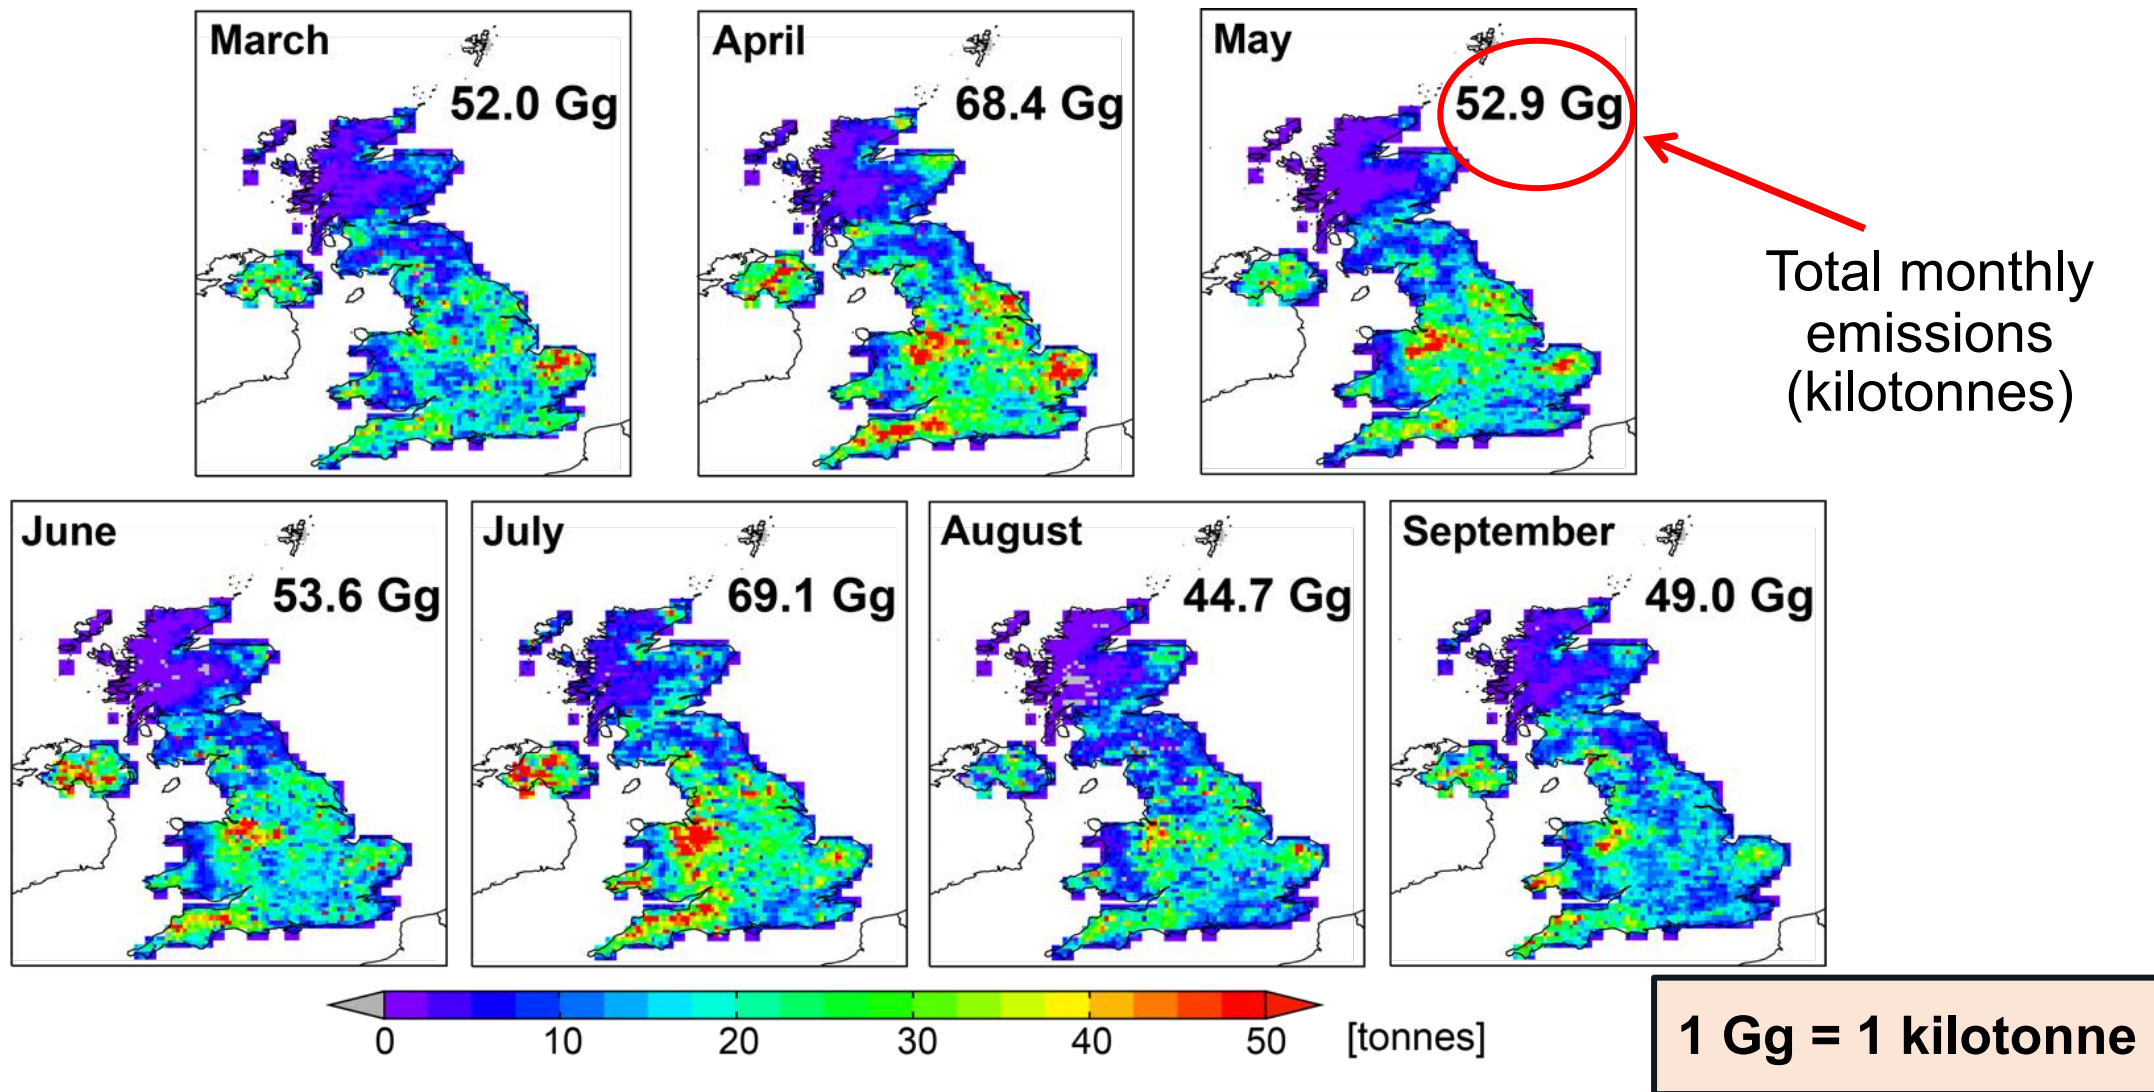 March
52.0 Gg
April
68.4 Gg
May
52.9 Gg
Total monthly
emissions
(kilotonnes)
June
53.6 Gg
July
69.1 Gg
August
44.7 Gg
September
49.0 Gg
0 10 20 30 40 50 [tonnes]
1 Gg = 1 kilotonne